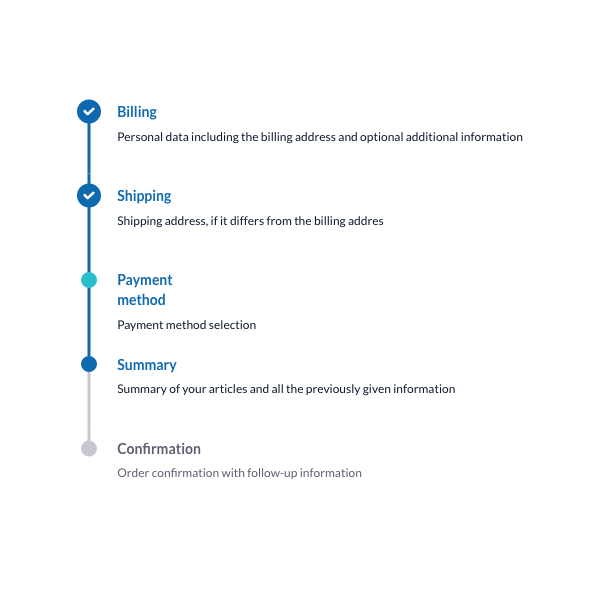 Billing
Personal data including the billing address and optional additional information
Shipping
Shipping address, if it differs from the billing addres
Payment
method
Payment method selection
Summary
Summary of your articles and all the previously given information
Confirmation
Order confirmation with follow-up information